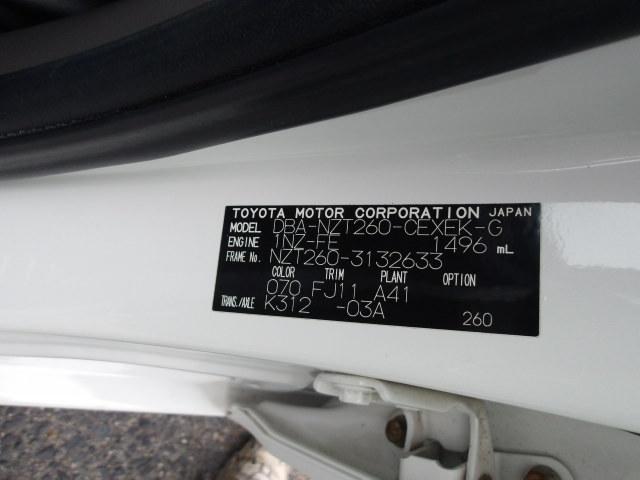 TOYOTA MOTOR CORPORATION JAPAN
MODEL DBA-NZT260-CEXEK-G
ENGINE 1NZ-FE 1496 mL
FRAME No. NZT260-3132633
COLOR TRIM PLANT OPTION
070 FJ11 A41
TRANS./AXLE K312 -03A
260